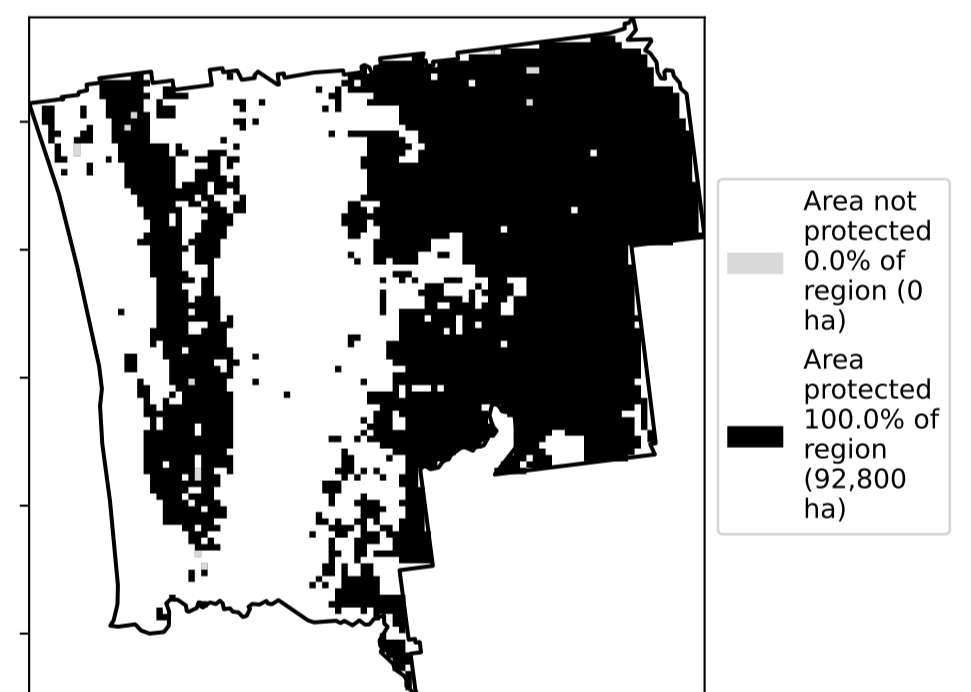 Area not
protected
0.0% of
region (0
ha)
Area
protected
100.0% of
region
(92,800
ha)